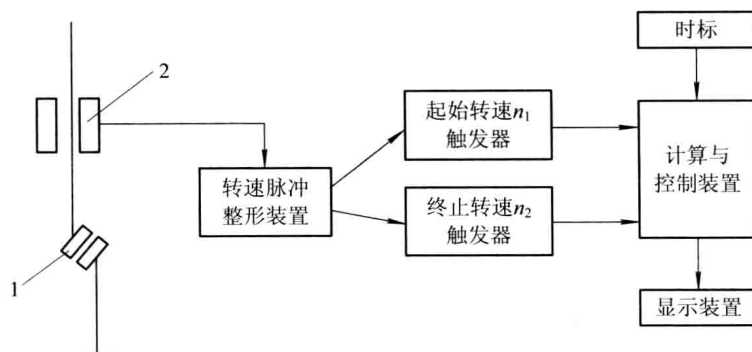 时标
2
起始转速n₁
触发器
计算与
控制装置
转速脉冲
整形装置
终止转速n₂
触发器
1
显示装置